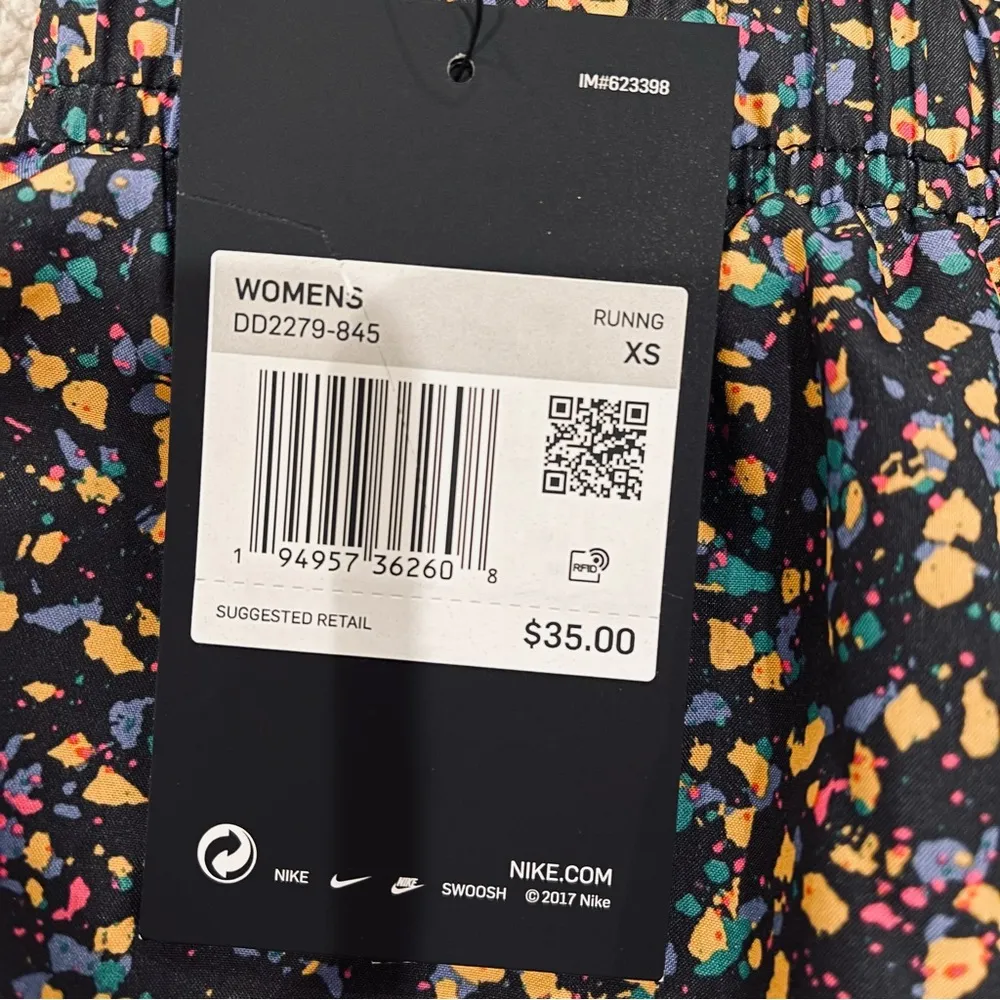 IM#623398
WOMENS
DD2279-845
RUNNG
XS
1 94957 36260 8
RFID
SUGGESTED RETAIL
$35.00
NIKE NIKE SWOOSH
NIKE.COM
© 2017 Nike